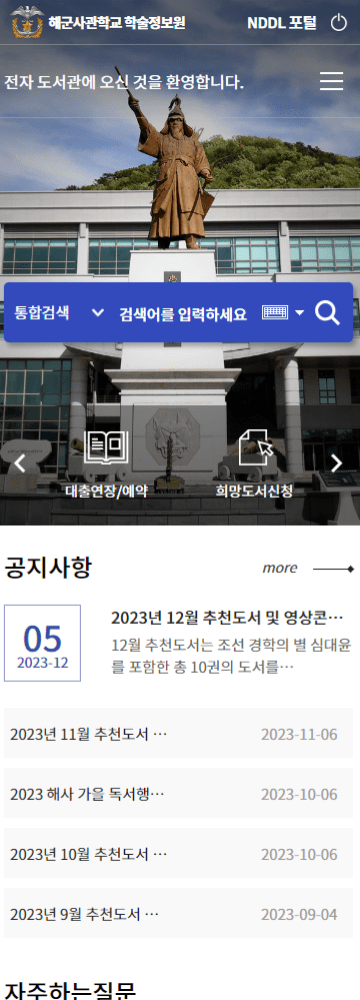 해군사관학교 학술정보원
NDDL 포털
전자 도서관에 오신 것을 환영합니다.
통합검색
검색어를 입력하세요
대출연장/예약
희망도서신청
공지사항
more
05
2023-12
2023년 12월 추천도서 및 영상콘…
12월 추천도서는 조선 경학의 별 심대윤
를 포함한 총 10권의 도서를…
2023년 11월 추천도서 …
2023-11-06
2023 해사 가을 독서행…
2023-10-06
2023년 10월 추천도서 …
2023-10-06
2023년 9월 추천도서 …
2023-09-04
자주하는질문